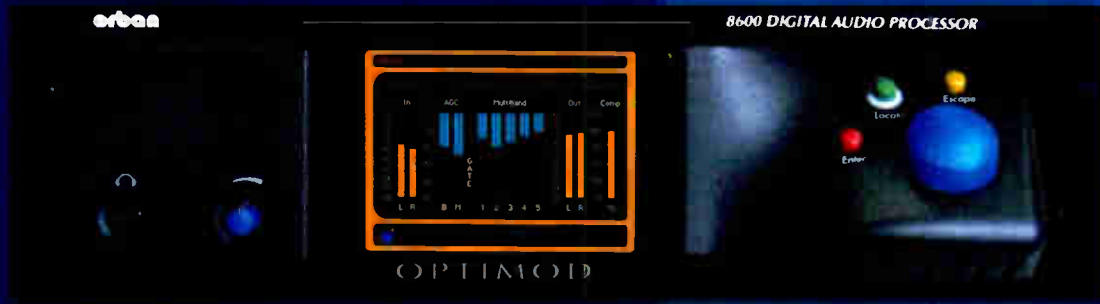 orban
8600 DIGITAL AUDIO PROCESSOR
In AGC Multiband Out Comp
GATE
L R B M 1 2 3 4 5 L R
Escape
Enter
OPTIMOD